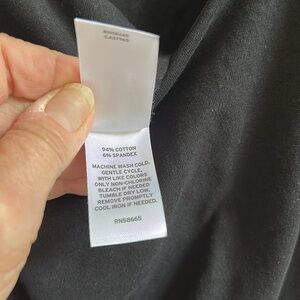 94% COTTON
6% SPANDEX
MACHINE WASH COLD,
GENTLE CYCLE,
WITH LIKE COLORS
ONLY NON-CHLORINE
BLEACH IF NEEDED
TUMBLE DRY LOW,
REMOVE PROMPTLY
COOL IRON IF NEEDED.
RN58665